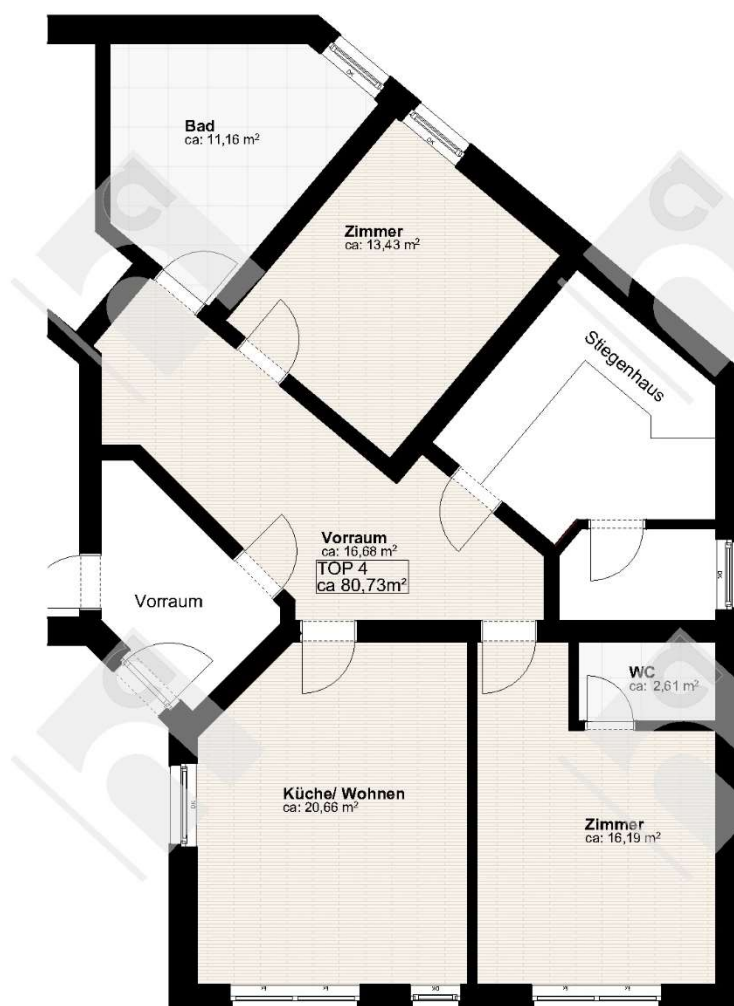 Bad
ca: 11,16 m²
Zimmer
ca: 13,43 m²
Stiegenhaus
Vorraum
ca: 16,68 m²
TOP 4
ca 80,73m²
Vorraum
WC
ca: 2,61 m²
Küche/ Wohnen
ca: 20,66 m²
Zimmer
ca: 16,19 m²